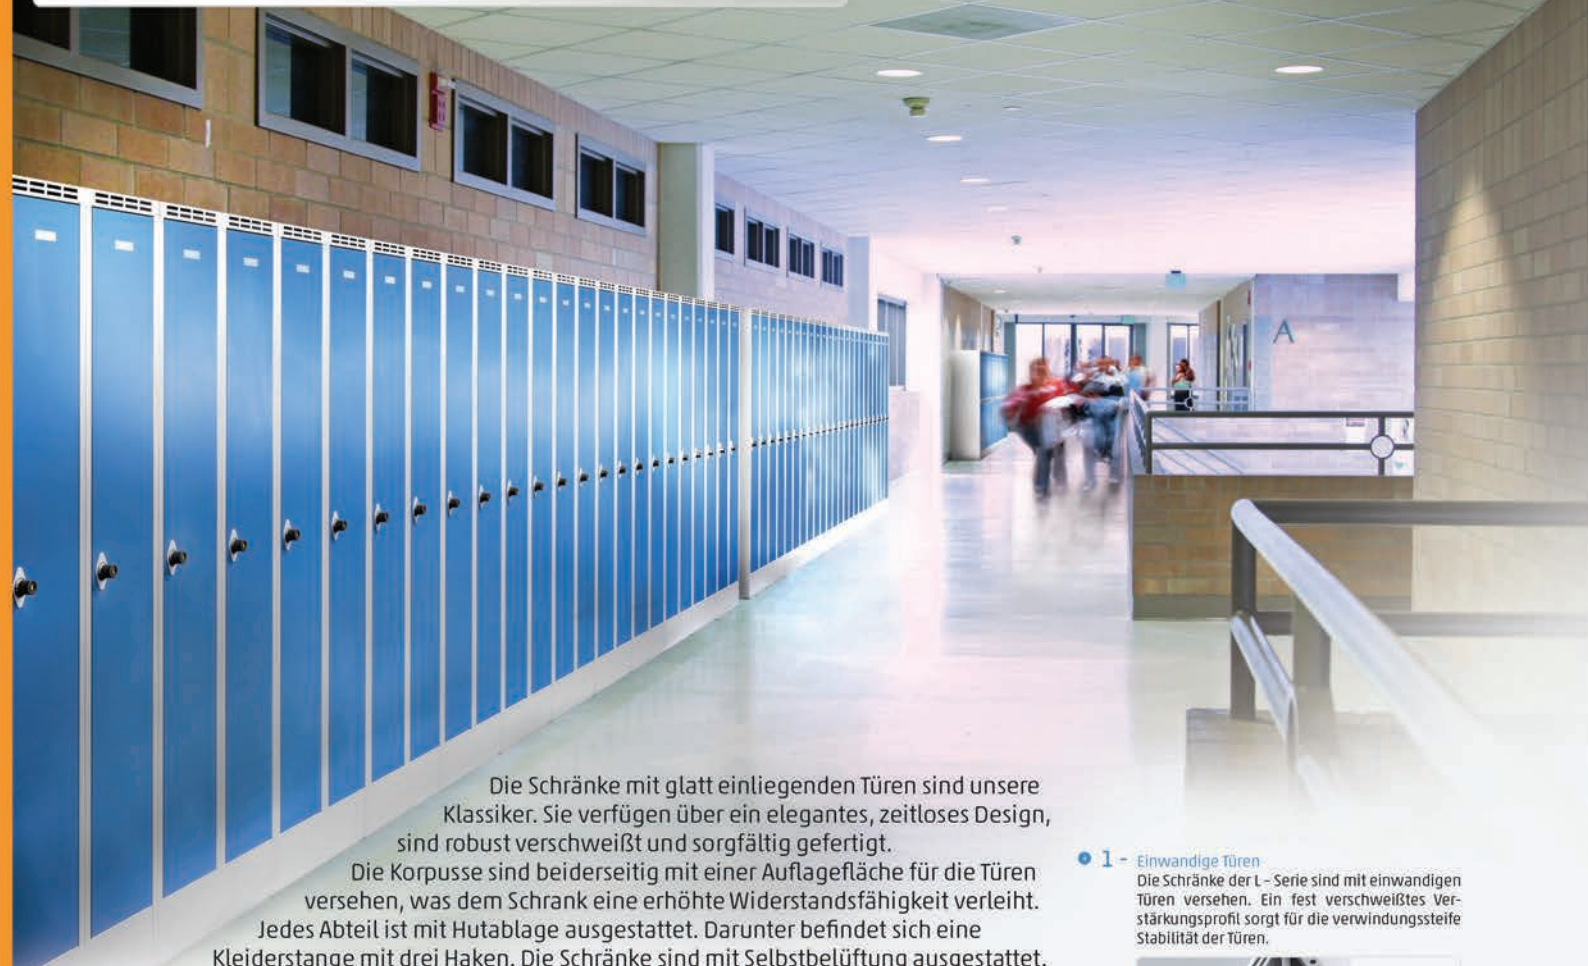 A
Die Schränke mit glatt einliegenden Türen sind unsere
Klassiker. Sie verfügen über ein elegantes, zeitloses Design,
sind robust verschweißt und sorgfältig gefertigt.
Die Korpusse sind beiderseitig mit einer Auflagefläche für die Türen
versehen, was dem Schrank eine erhöhte Widerstandsfähigkeit verleiht.
Jedes Abteil ist mit Hutablage ausgestattet. Darunter befindet sich eine
Kleiderstange mit drei Haken. Die Schränke sind mit Selbstbelüftung ausgestattet.
1 - Einwandige Türen
Die Schränke der L - Serie sind mit einwandigen
Türen versehen. Ein fest verschweißtes Ver-
stärkungsprofil sorgt für die verwindungssteife
Stabilität der Türen.